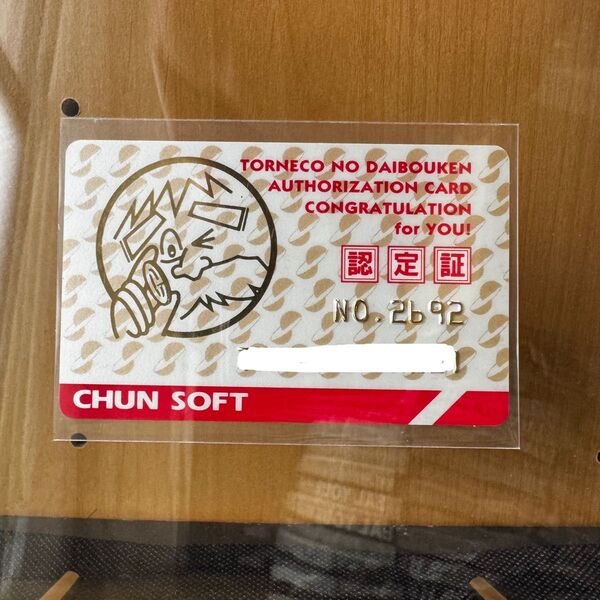 TORNECO NO DAIBOUKEN
AUTHORIZATION CARD
CONGRATULATION
for YOU!
認定証
NO.2692
CHUN SOFT